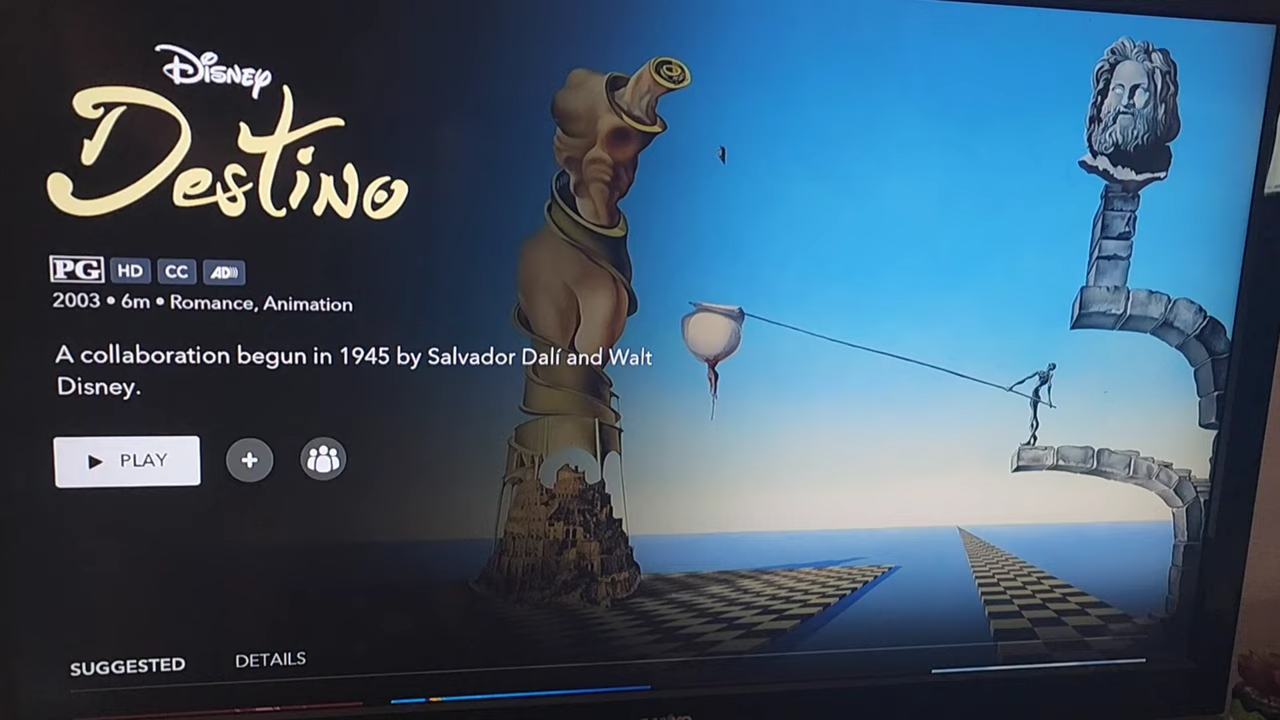 Disney
Destino
PG HD CC AD
2003 • 6m • Romance, Animation
A collaboration begun in 1945 by Salvador Dalí and Walt
Disney.
PLAY
SUGGESTED DETAILS